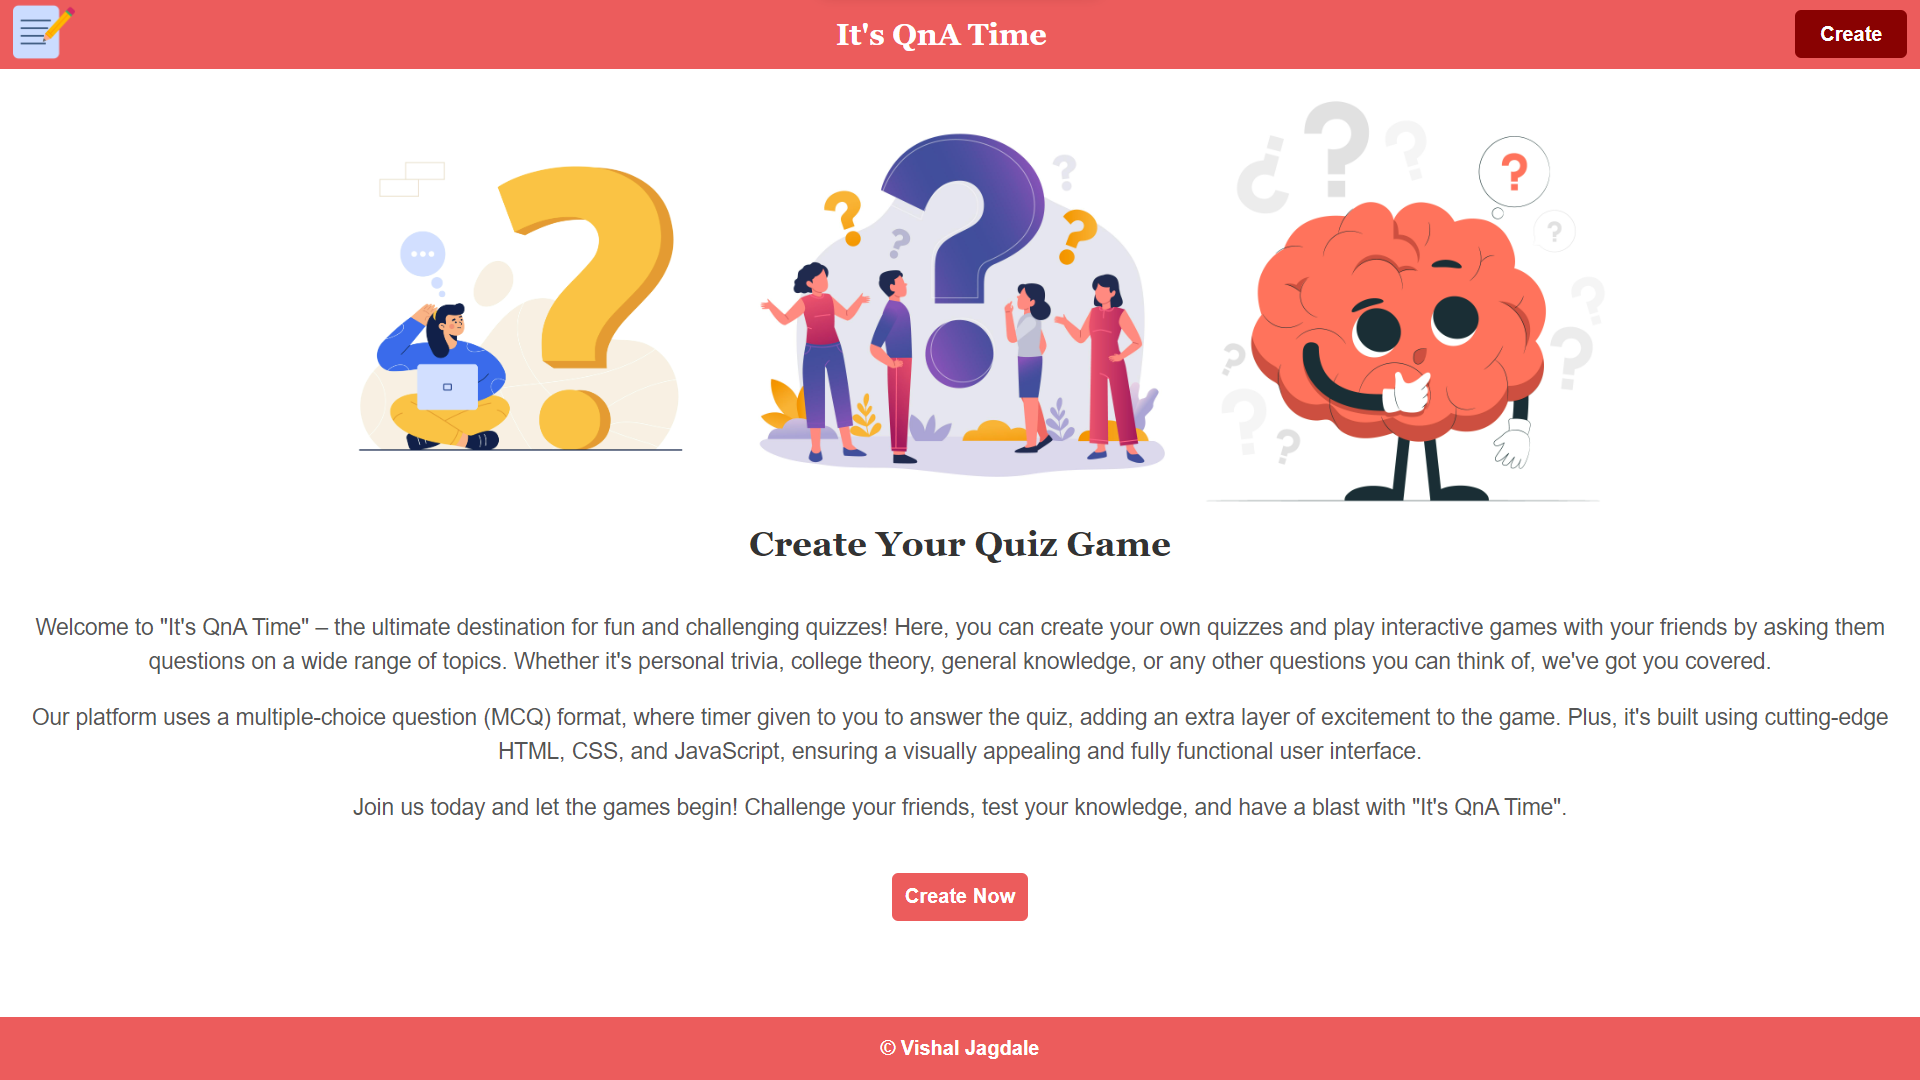 It's QnA Time
Create
Create Your Quiz Game
Welcome to "It's QnA Time" – the ultimate destination for fun and challenging quizzes! Here, you can create your own quizzes and play interactive games with your friends by asking them
questions on a wide range of topics. Whether it's personal trivia, college theory, general knowledge, or any other questions you can think of, we've got you covered.
Our platform uses a multiple-choice question (MCQ) format, where timer given to you to answer the quiz, adding an extra layer of excitement to the game. Plus, it's built using cutting-edge
HTML, CSS, and JavaScript, ensuring a visually appealing and fully functional user interface.
Join us today and let the games begin! Challenge your friends, test your knowledge, and have a blast with "It's QnA Time".
Create Now
© Vishal Jagdale